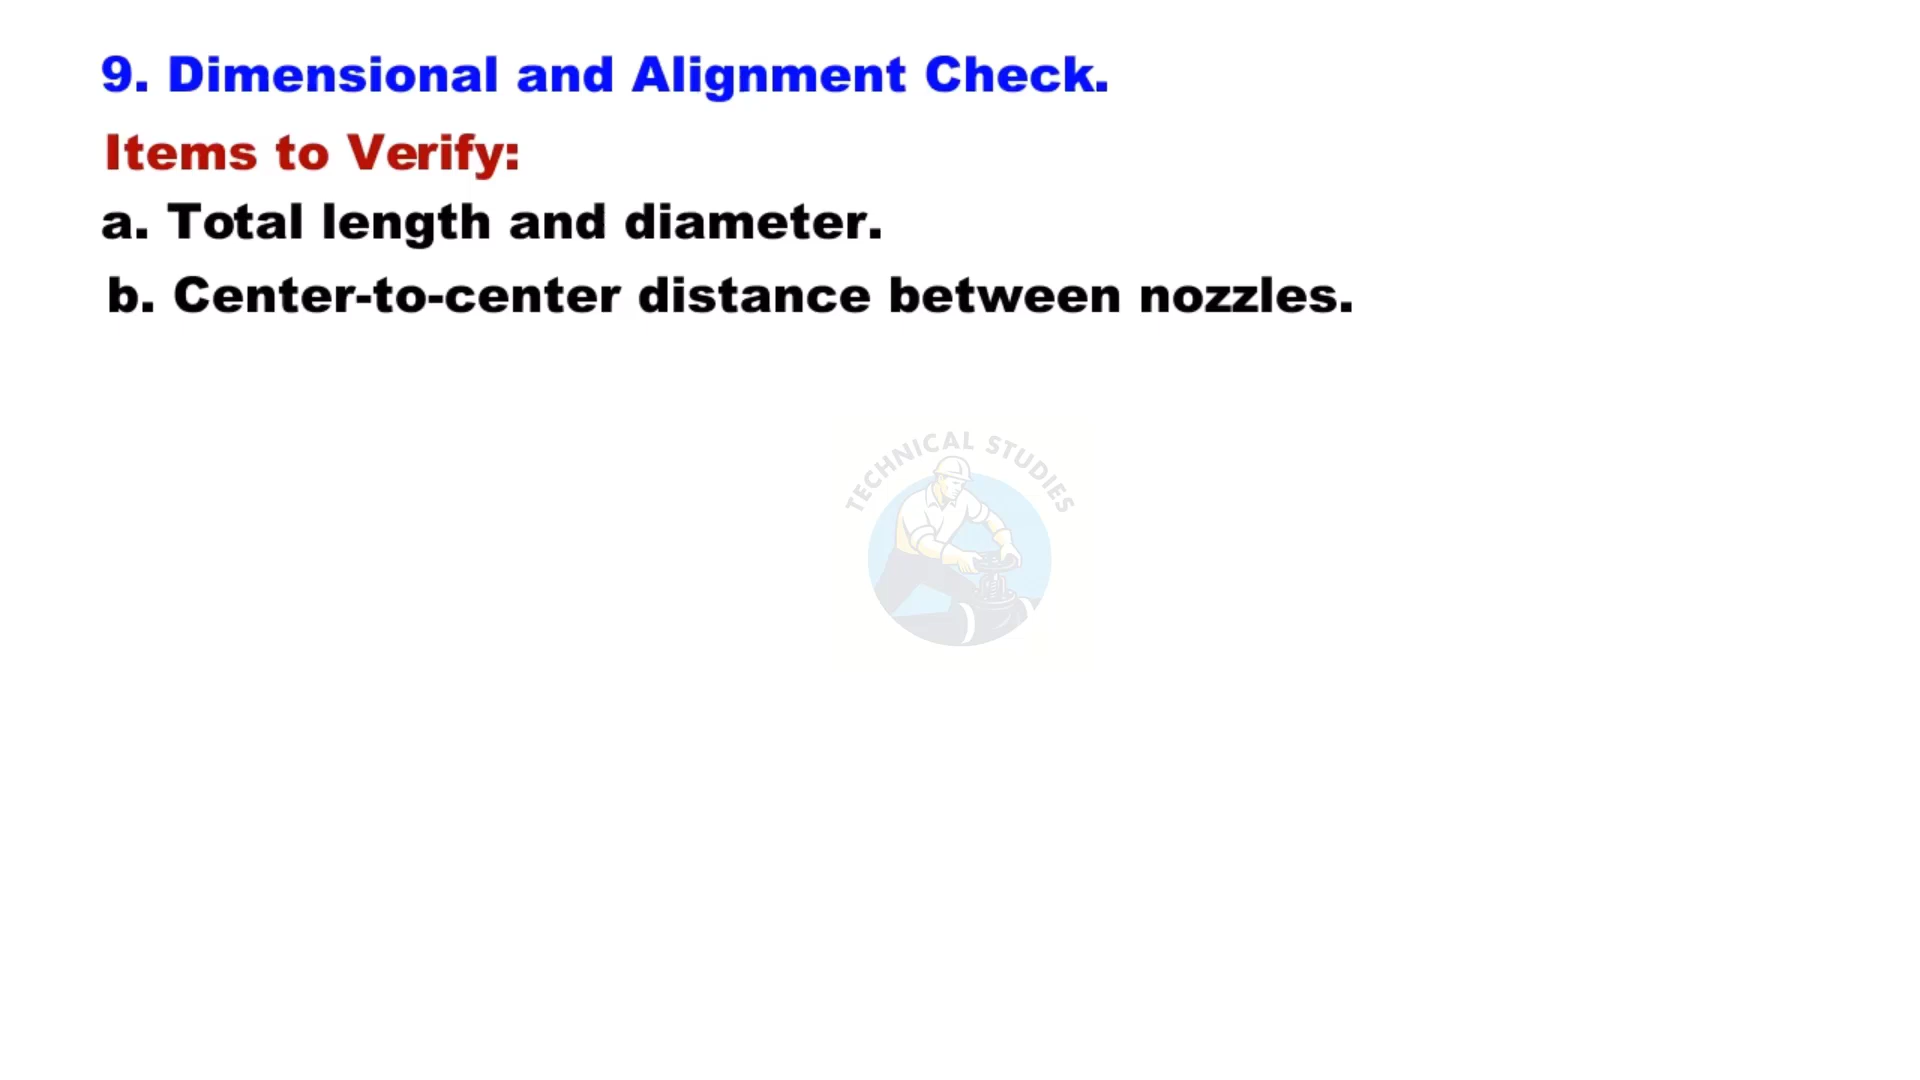 9. Dimensional and Alignment Check.
Items to Verify:
a. Total length and diameter.
b. Center-to-center distance between nozzles.
TECHNICAL STUDIES